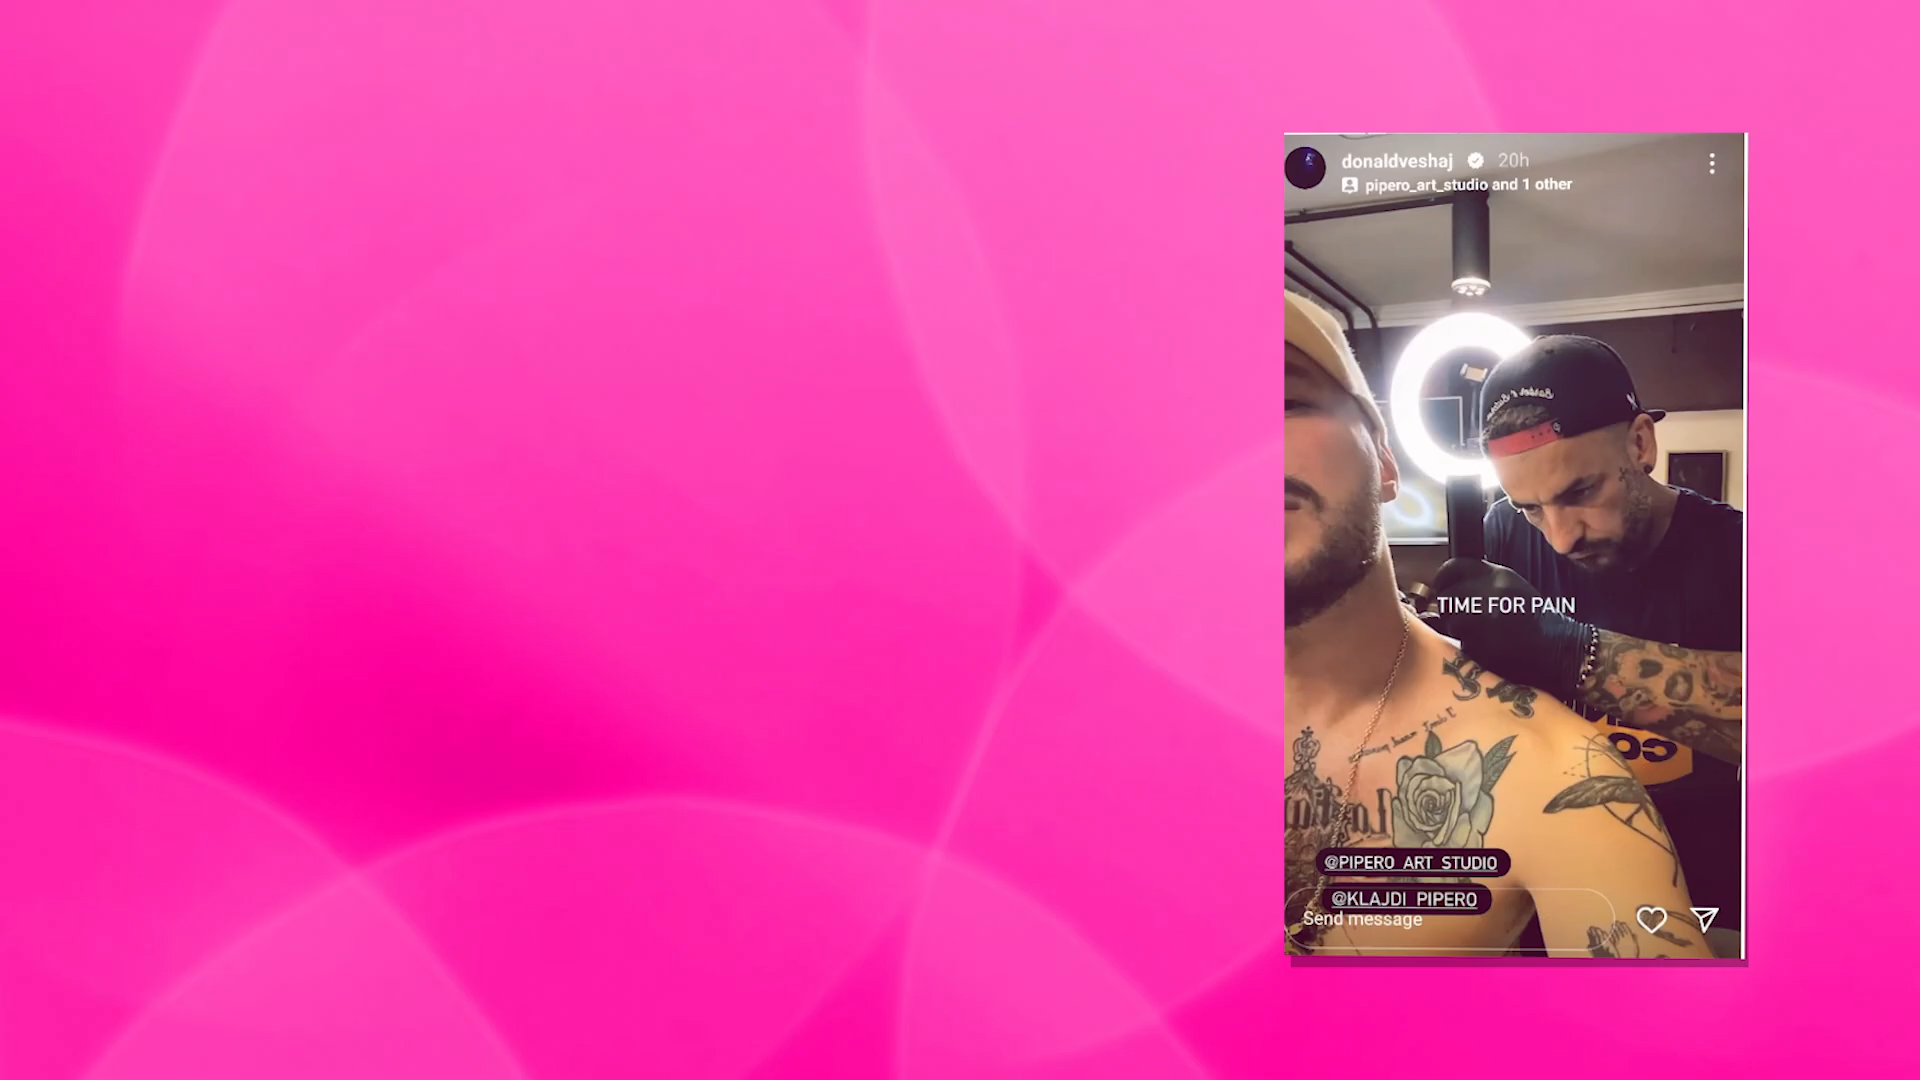 donaldveshaj 20h
pipero_art_studio and 1 other
TIME FOR PAIN
@PIPERO_ART_STUDIO
@KLAJDI_PIPERO
Send message